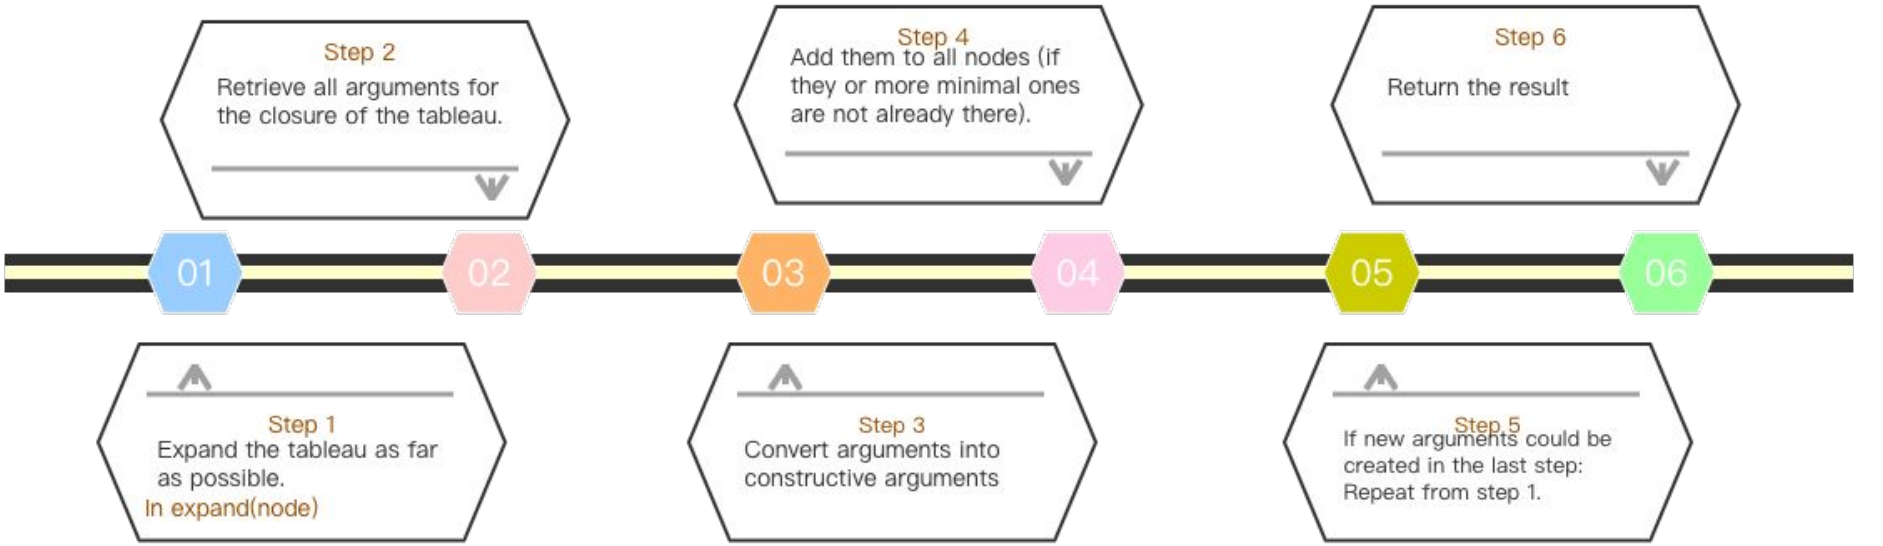 Step 2
Retrieve all arguments for
the closure of the tableau.
Step 4
Add them to all nodes (if
they or more minimal ones
are not already there).
Step 6
Return the result
01
02
03
04
05
06
Step 1
Expand the tableau as far
as possible.
In expand(node)
Step 3
Convert arguments into
constructive arguments
Step 5
If new arguments could be
created in the last step:
Repeat from step 1.